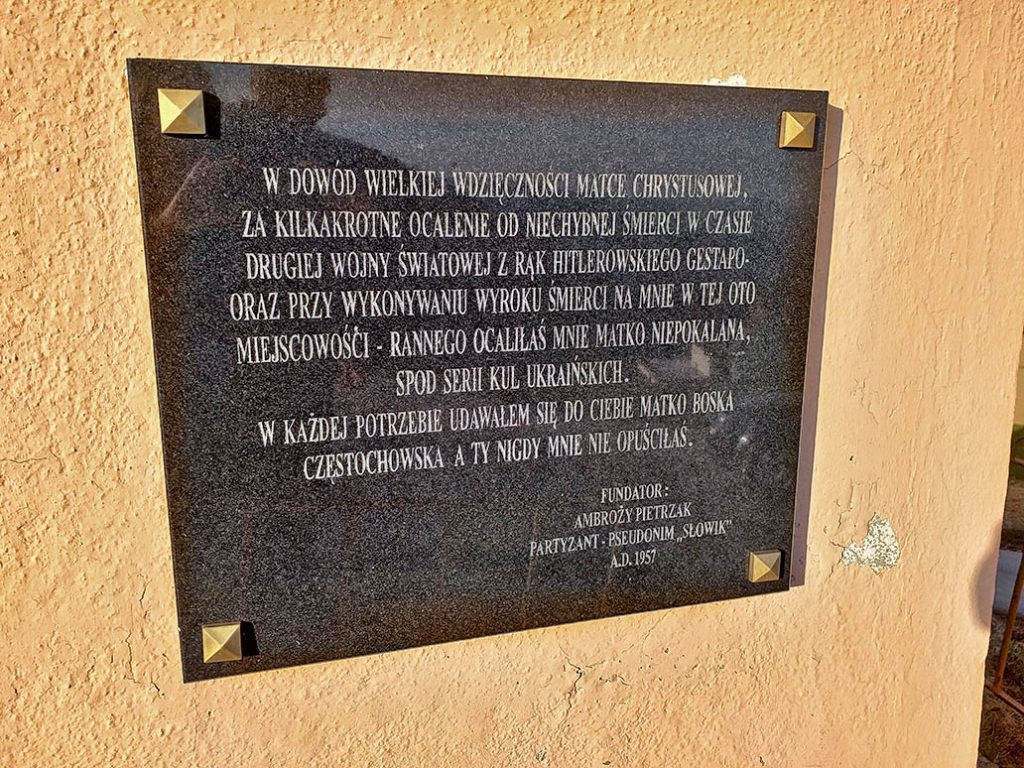 W DOWÓD WIELKIEJ WDZIĘCZNOŚCI MATCE CHRYSTUSOWEJ,
ZA KILKAKROTNE OCALENIE OD NIECHYBNEJ ŚMIERCI W CZASIE
DRUGIEJ WOJNY ŚWIATOWEJ Z RĄK HITLEROWSKIEGO GESTAPO-
ORAZ PRZY WYKONYWANIU WYROKU ŚMIERCI NA MNIE W TEJ OTO
MIEJSCOWOŚĆI - RANNEGO OCALIŁAŚ MNIE MATKO NIEPOKALANA,
SPOD SERII KUL UKRAIŃSKICH.
W KAŻDEJ POTRZEBIE UDAWAŁEM SIĘ DO CIEBIE MATKO BOSKA
CZĘSTOCHOWSKA A TY NIGDY MNIE NIE OPUŚCIŁAŚ.
FUNDATOR:
AMBROŻY PIETRZAK
PARTYZANT - PSEUDONIM „SŁOWIK"
A.D. 1957